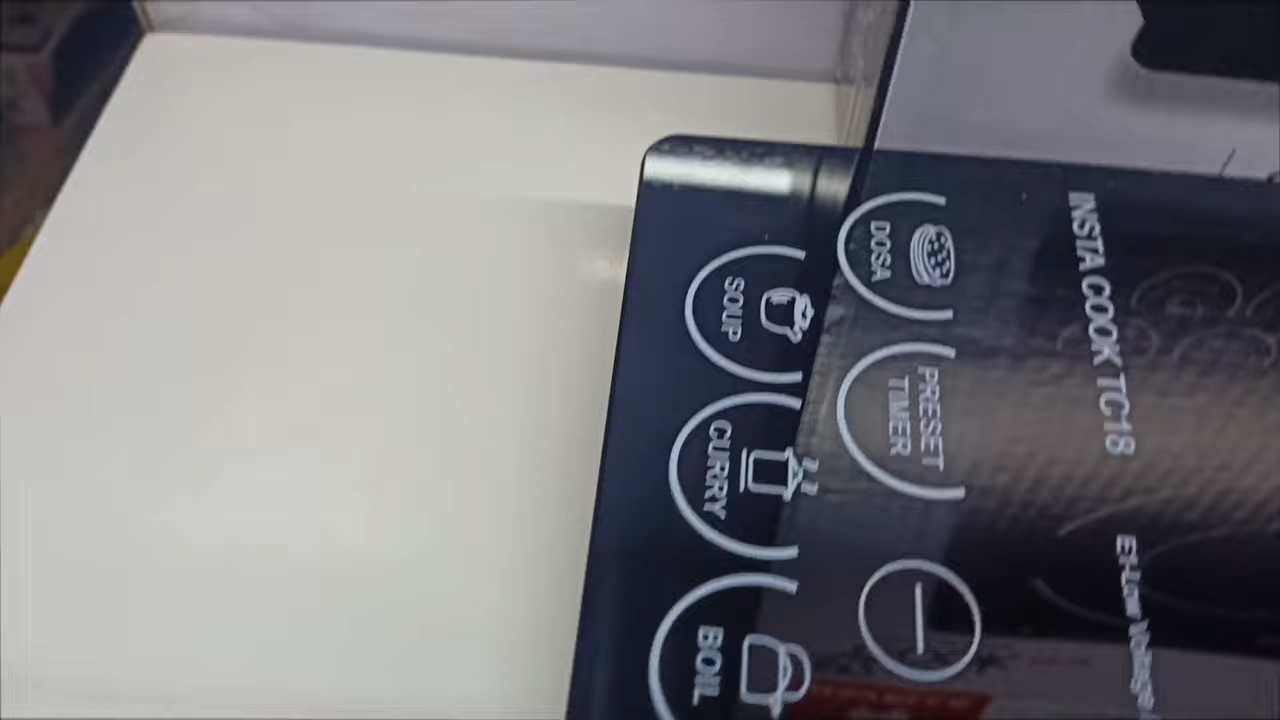 INSTA COOK TC18
DOSA
PRESET
TIMER
SOUP
CURRY
BOIL